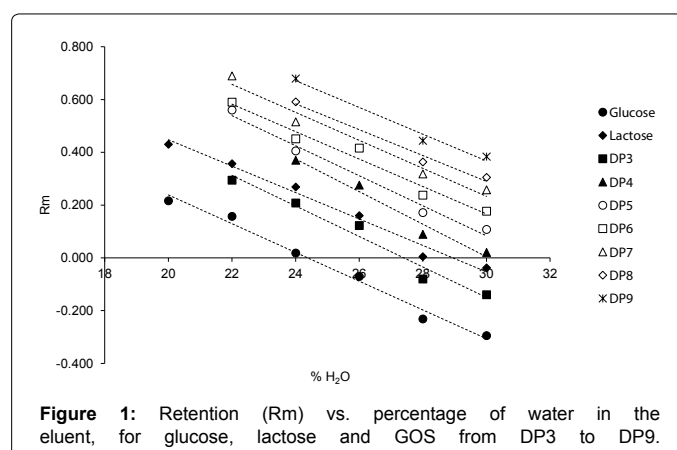 0.800
0.600
0.400
0.200
0.000
-0.200
-0.400
Rm
18 20 22 24 26 28 30 32
% H₂O
Glucose
Lactose
DP3
DP4
DP5
DP6
DP7
DP8
DP9
Figure 1: Retention (Rm) vs. percentage of water in the
eluent, for glucose, lactose and GOS from DP3 to DP9.